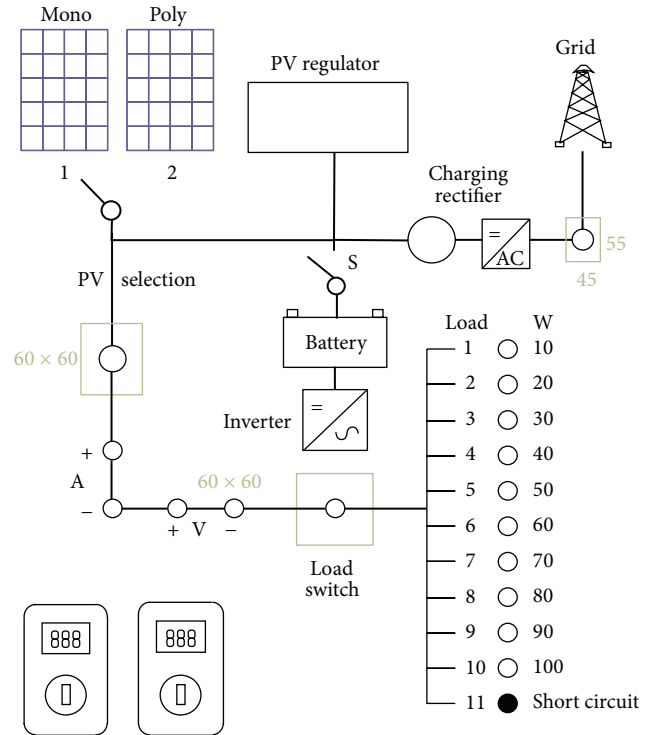 Mono Poly
Grid
PV regulator
1 2
Charging
rectifier
=
AC
55
45
S
PV selection
Battery
60 × 60
Inverter
=
Load W
1 10
2 20
3 30
4 40
5 50
6 60
7 70
8 80
9 90
10 100
11 Short circuit
+
A
−
60 × 60
+ V −
Load
switch
888 888